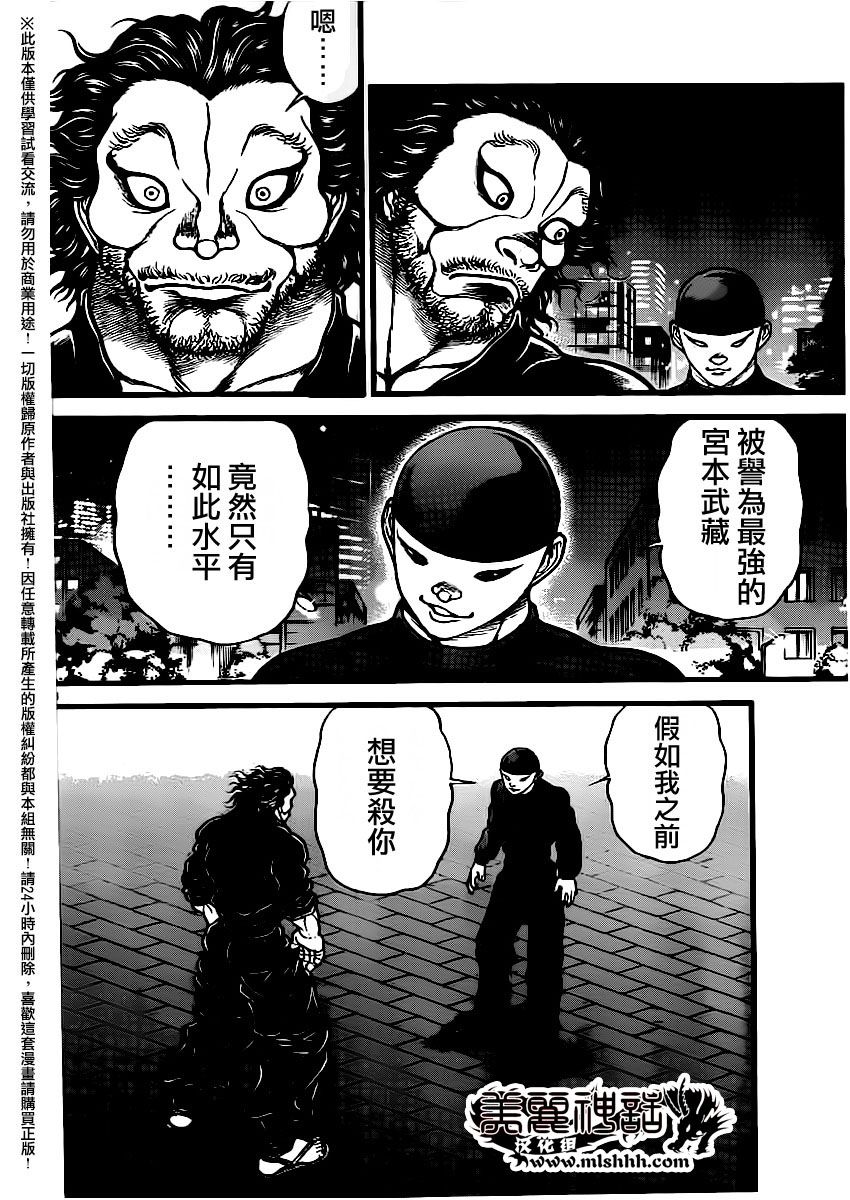 嗯……
被譽為最強的
宮本武藏
竟然只有
如此水平
………
假如我之前
想要殺你
※此版本僅供學習試看交流，請勿用於商業用途！一切版權歸原作者與出版社擁有！因任意轉載所產生的版權糾紛都與本組無關！請24小時內刪除，喜歡這套漫畫請購買正版！
美麗神話
汉化组
www.mlshhh.com